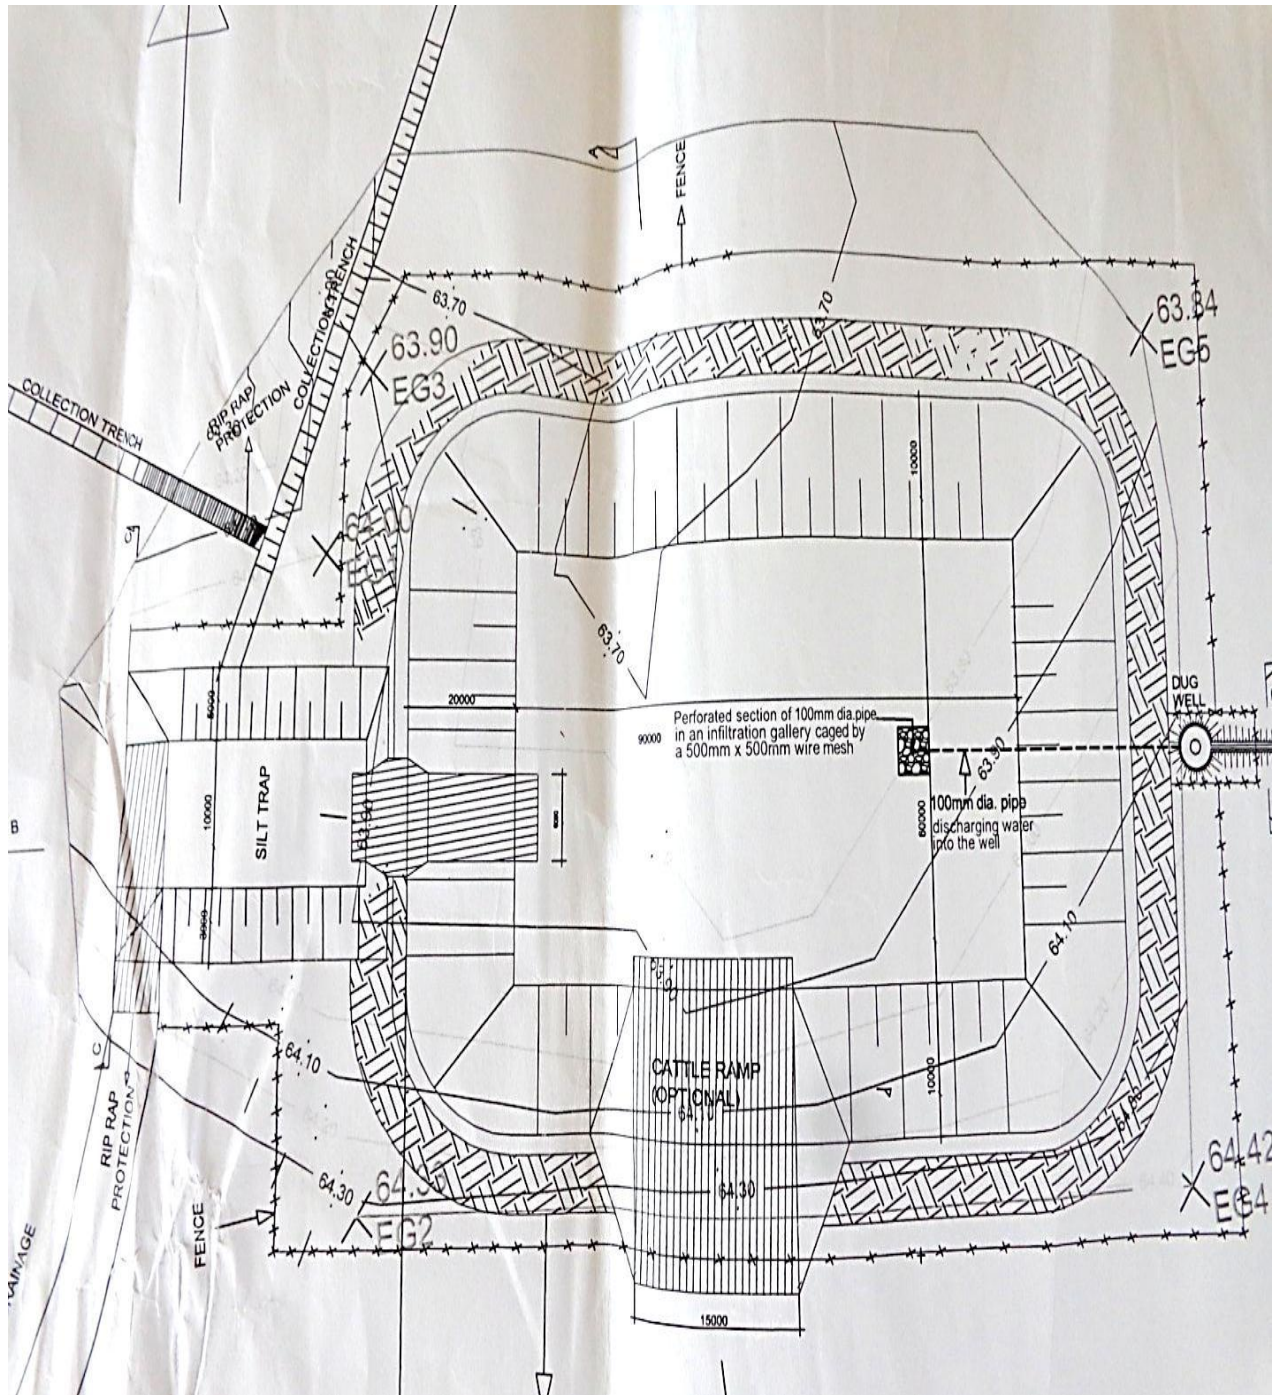 FENCE
COLLECTION TRENCH
63.70
63.70
63.84
EG5
63.90
EG3
COLLECTION TRENCH
RIP RAP
PROTECTION
10000
63.70
20000
5000
DUG
WELL
Perforated section of 100mm dia.pipe
in an infiltration gallery caged by
a 500mm x 500mm wire mesh
90000
63.90
100mm dia. pipe
discharging water
into the well
60000
B
10000
SILT TRAP
63.90
64.10
C
64.10
CATTLE RAMP
(OPTIONAL)
64.10
10000
RIP RAP
PROTECTION
64.30
64.30
64.42
EG4
EG2
FENCE
15000